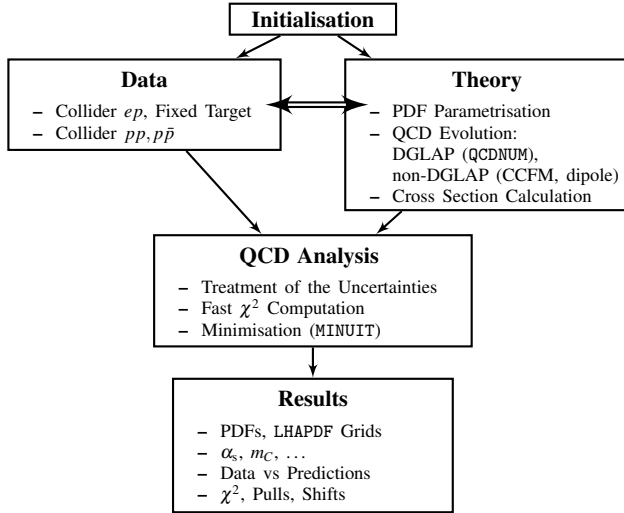 Initialisation
Data
– Collider ep, Fixed Target
– Collider pp, pp̄
Theory
– PDF Parametrisation
– QCD Evolution:
DGLAP (QCDNUM),
non-DGLAP (CCFM, dipole)
– Cross Section Calculation
QCD Analysis
– Treatment of the Uncertainties
– Fast χ² Computation
– Minimisation (MINUIT)
Results
– PDFs, LHAPDF Grids
– αₛ, m_C, …
– Data vs Predictions
– χ², Pulls, Shifts